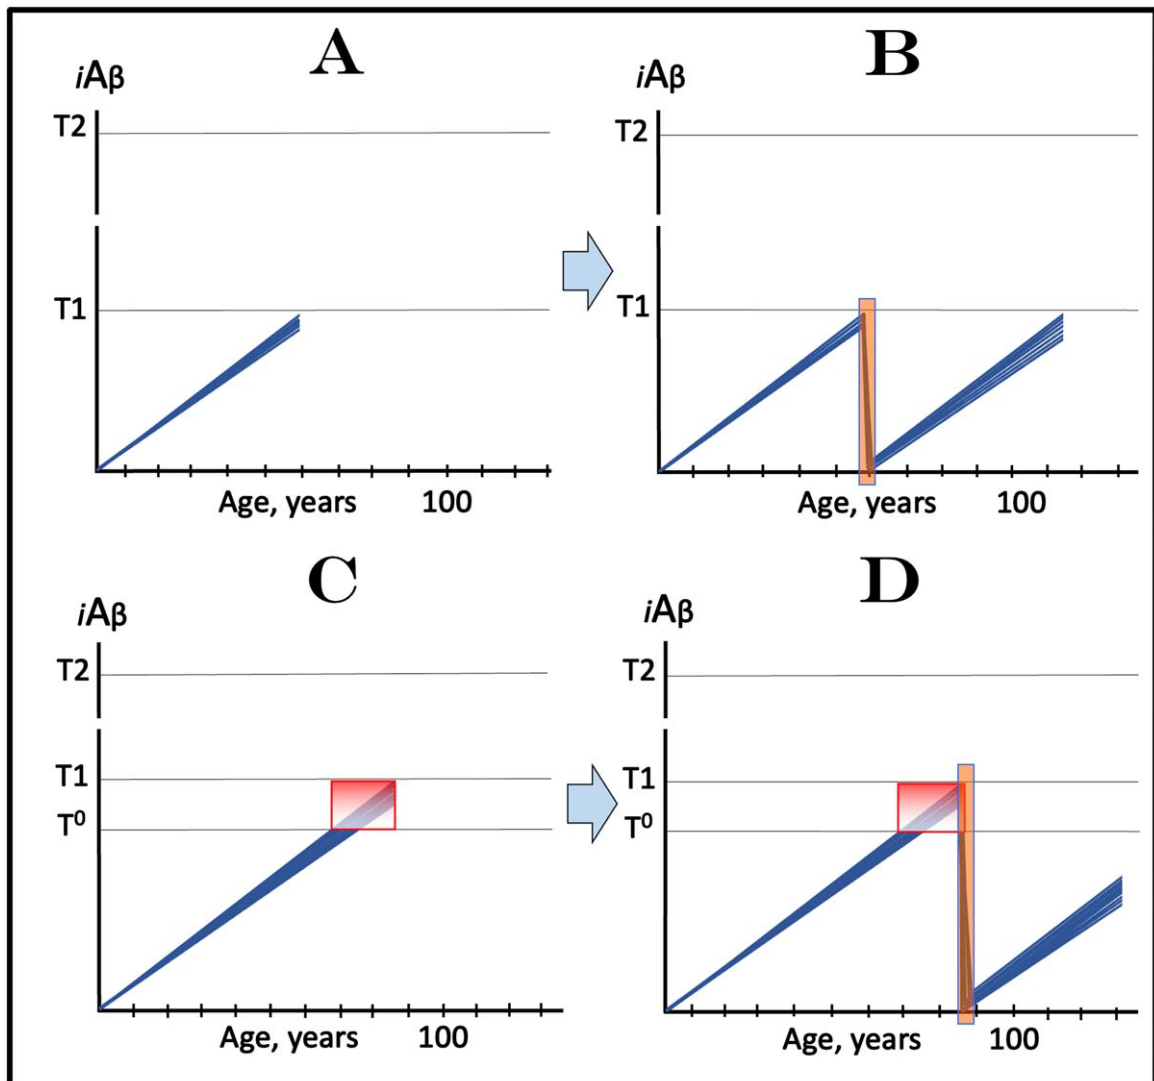 A
iAβ
T2
T1
Age, years 100
B
iAβ
T2
T1
Age, years 100
C
iAβ
T2
T1
T⁰
Age, years 100
D
iAβ
T2
T1
T⁰
Age, years 100